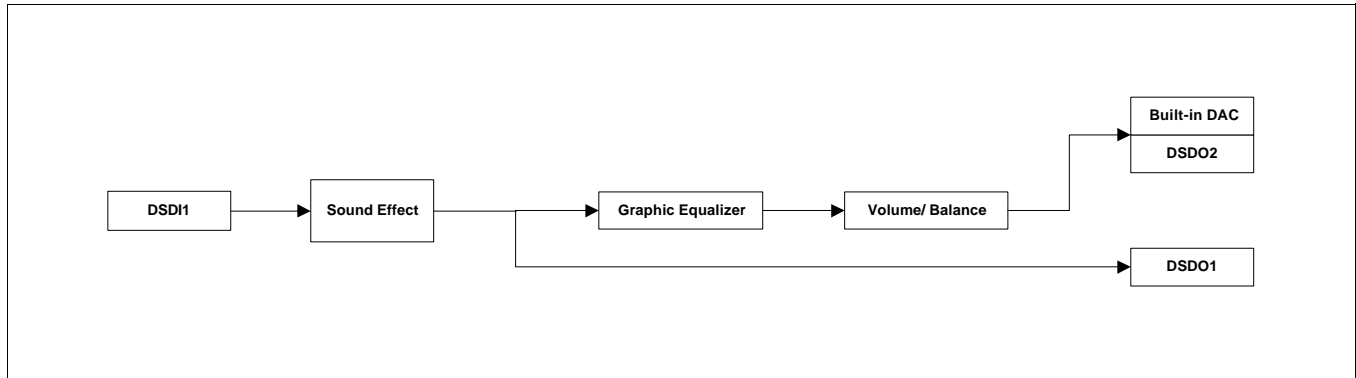 Built-in DAC
DSDO2
DSDI1
Sound Effect
Graphic Equalizer
Volume/ Balance
DSDO1